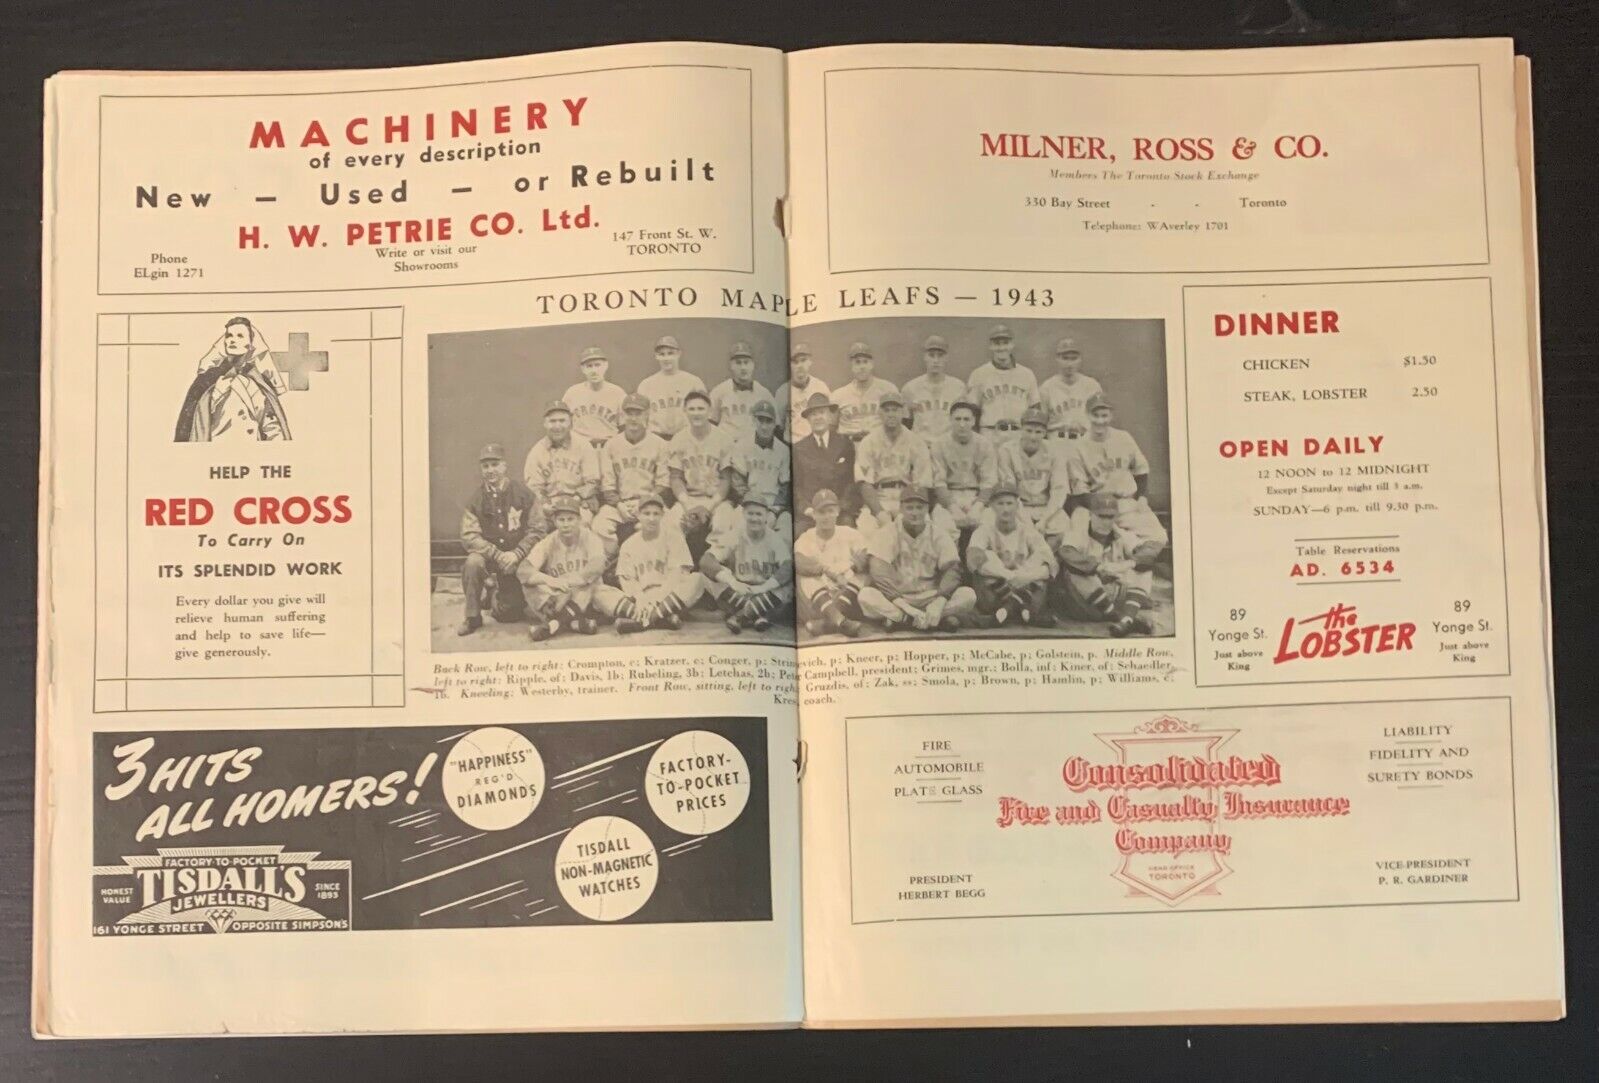 MACHINERY
of every description
New — Used — or Rebuilt
H. W. PETRIE CO. Ltd.
Phone
ELgin 1271
Write or visit our
Showrooms
147 Front St. W.
TORONTO
MILNER, ROSS & CO.
Members The Toronto Stock Exchange
330 Bay Street - - Toronto
Telephone: WAverley 1701
TORONTO MAPLE LEAFS — 1943
HELP THE
RED CROSS
To Carry On
ITS SPLENDID WORK
Every dollar you give will
relieve human suffering
and help to save life—
give generously.
Back Row, left to right: Crompton, c; Kratzer, c; Conger, p; evich, p; Kneer, p; Hopper, p; McCabe, p; Golstein, p. Middle Row,
left to right: Ripple, of; Davis, 1b; Rubeling, 3b; Letchas, 2b; Campbell, president; Grimes, mgr.; Bolla, inf; Kiner, of; Schaedler,
1b. Kneeling: Westerby, trainer. Front Row, sitting, left to right: Gruzdis, of; Zak, ss; Smola, p; Brown, p; Hamlin, p; Williams, c;
coach.
DINNER
CHICKEN $1.50
STEAK, LOBSTER 2.50
OPEN DAILY
12 NOON to 12 MIDNIGHT
Except Saturday night till 3 a.m.
SUNDAY—6 p.m. till 9.30 p.m.
Table Reservations
AD. 6534
89
Yonge St.
Just above
King
the
LOBSTER
89
Yonge St.
Just above
King
3 HITS
ALL HOMERS!
"HAPPINESS"
REG'D
DIAMONDS
FACTORY-
TO-POCKET
PRICES
TISDALL
NON-MAGNETIC
WATCHES
FACTORY-TO-POCKET
HONEST
VALUE
TISDALL'S
JEWELLERS
SINCE
1893
161 YONGE STREET OPPOSITE SIMPSON'S
FIRE
AUTOMOBILE
PLATE GLASS
PRESIDENT
HERBERT BEGG
Consolidated
Fire and Casualty Insurance
Company
HEAD OFFICE
TORONTO
LIABILITY
FIDELITY AND
SURETY BONDS
VICE-PRESIDENT
P. R. GARDINER